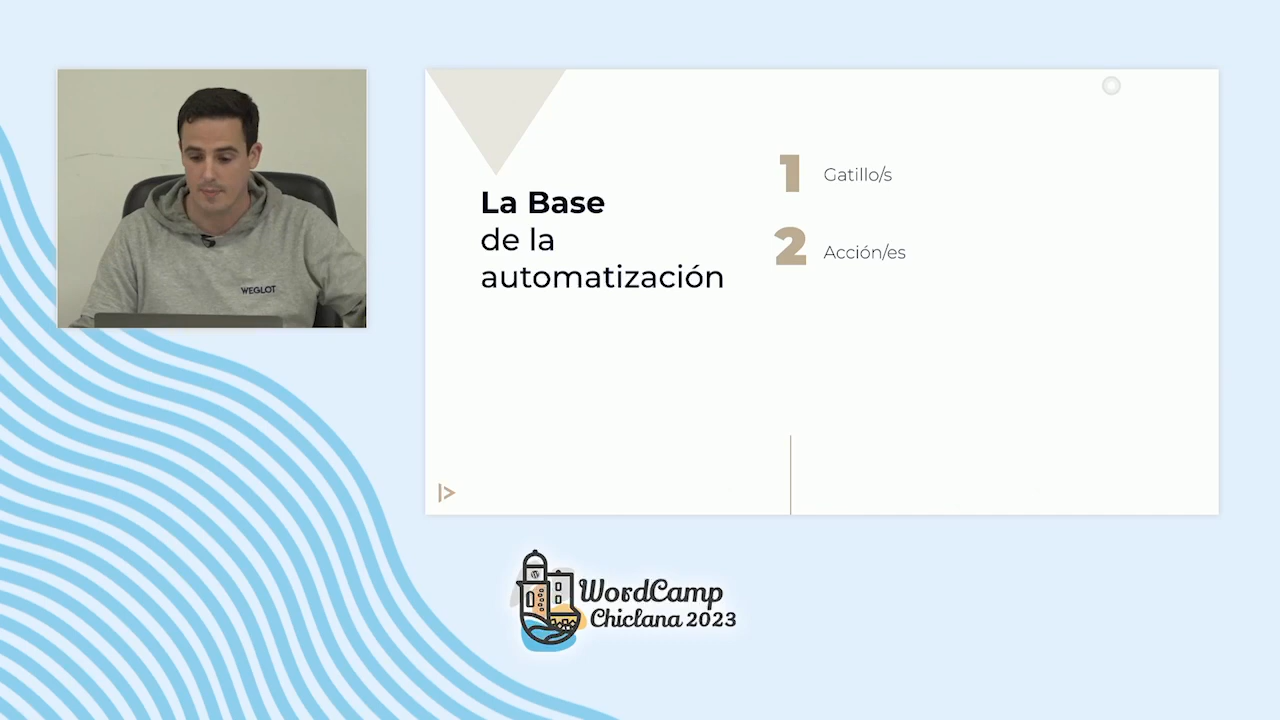 WEGLOT
La Base
de la
automatización
1 Gatillo/s
2 Acción/es
WordCamp
Chiclana 2023